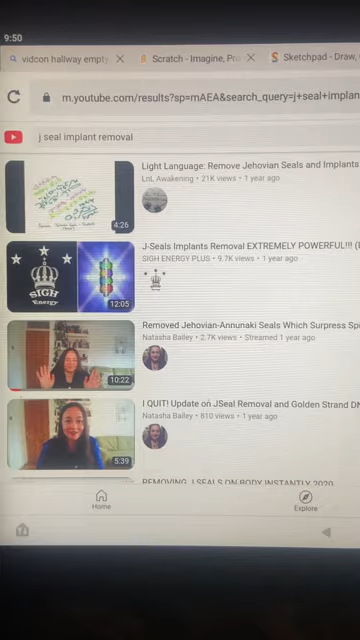 9:50
vidcon hallway empty
Scratch - Imagine, Pro
Sketchpad - Draw,
m.youtube.com/results?sp=mAEA&search_query=j+seal+implan
j seal implant removal
Light Language: Remove Jehovian Seals and Implants
LnL Awakening • 21K views • 1 year ago
4:26
J-Seals Implants Removal EXTREMELY POWERFUL!!! (
SIGH ENERGY PLUS • 9.7K views • 1 year ago
SIGH
Energy
12:05
Removed Jehovian-Annunaki Seals Which Surpress Spi
Natasha Bailey • 2.7K views • Streamed 1 year ago
10:22
I QUIT! Update on JSeal Removal and Golden Strand DN
Natasha Bailey • 810 views • 1 year ago
5:39
REMOVING J SEALS ON BODY INSTANTLY 2020
Home
Explore